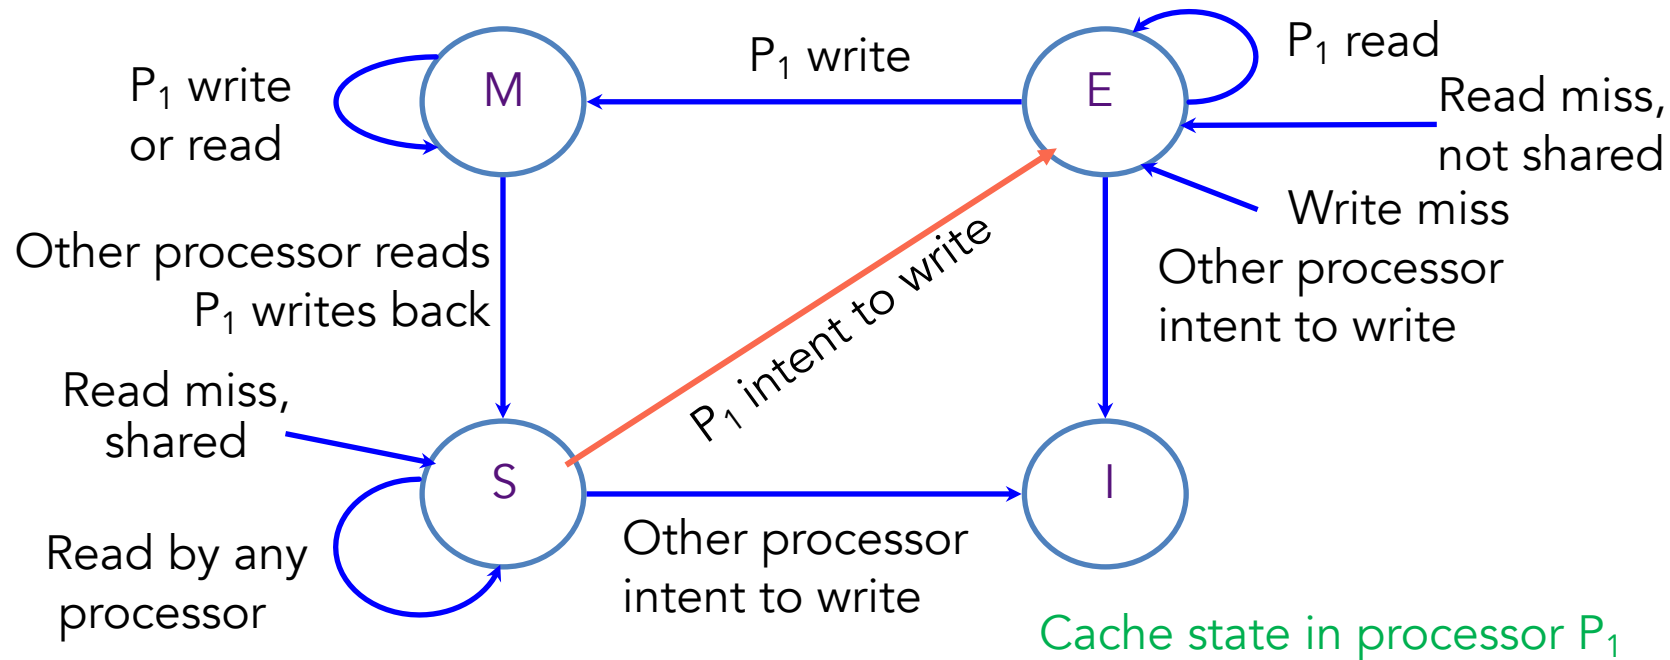 P₁ write
or read
M
P₁ write
E
P₁ read
Read miss,
not shared
Write miss
Other processor
intent to write
Other processor reads
P₁ writes back
P₁ intent to write
Read miss,
shared
S
I
Read by any
processor
Other processor
intent to write
Cache state in processor P₁